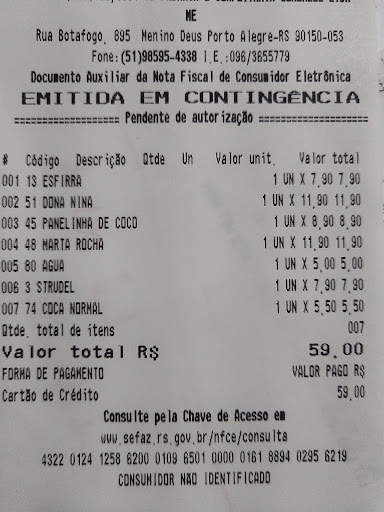 ME
Rua Botafogo, 895 Menino Deus Porto Alegre-RS 90150-053
Fone:(51)98595-4338 I.E.:096/3655779
Documento Auxiliar da Nota Fiscal de Consumidor Eletrônica
EMITIDA EM CONTINGÊNCIA
==================== Pendente de autorização ====================
# Código Descrição Qtde Un Valor unit. Valor total
001 13 ESFIRRA 1 UN X 7,90 7,90
002 51 DONA NINA 1 UN X 11,90 11,90
003 45 PANELINHA DE COCO 1 UN X 8,90 8,90
004 48 MARTA ROCHA 1 UN X 11,90 11,90
005 80 AGUA 1 UN X 5,00 5,00
006 3 STRUDEL 1 UN X 7,90 7,90
007 74 COCA NORMAL 1 UN X 5,50 5,50
Qtde. total de itens 007
Valor total R$ 59,00
FORMA DE PAGAMENTO VALOR PAGO R$
Cartão de Crédito 59,00
Consulte pela Chave de Acesso em
www.sefaz.rs.gov.br/nfce/consulta
4322 0124 1258 6200 0109 6501 0000 0161 8894 0295 6219
CONSUMIDOR NÃO IDENTIFICADO